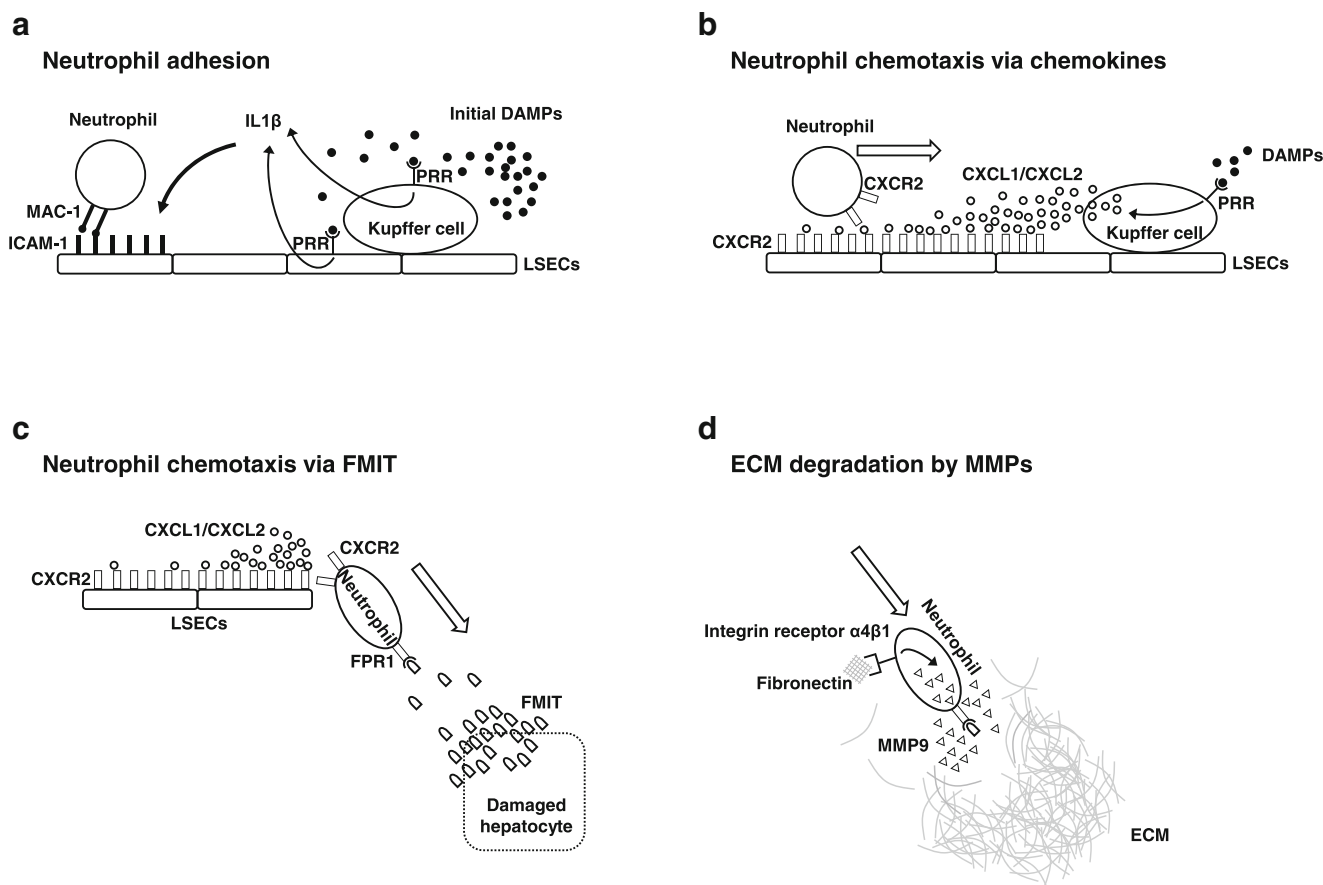 a
Neutrophil adhesion
Neutrophil
IL1β
Initial DAMPs
PRR
MAC-1
ICAM-1
PRR
Kupffer cell
LSECs
b
Neutrophil chemotaxis via chemokines
Neutrophil
DAMPs
CXCL1/CXCL2
CXCR2
PRR
CXCR2
Kupffer cell
LSECs
c
Neutrophil chemotaxis via FMIT
CXCL1/CXCL2
CXCR2
CXCR2
Neutrophil
LSECs
FPR1
FMIT
Damaged
hepatocyte
d
ECM degradation by MMPs
Neutrophil
Integrin receptor α4β1
Fibronectin
MMP9
ECM